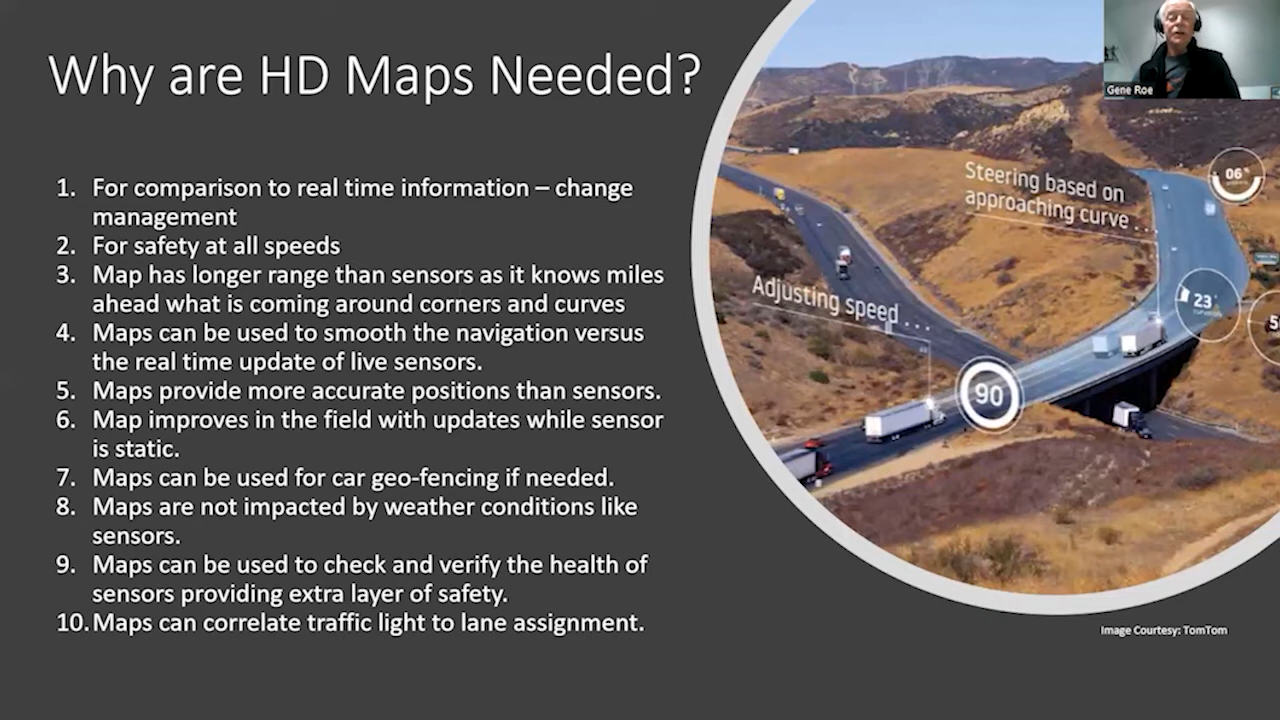 Why are HD Maps Needed?
1. For comparison to real time information – change
management
2. For safety at all speeds
3. Map has longer range than sensors as it knows miles
ahead what is coming around corners and curves
4. Maps can be used to smooth the navigation versus
the real time update of live sensors.
5. Maps provide more accurate positions than sensors.
6. Map improves in the field with updates while sensor
is static.
7. Maps can be used for car geo-fencing if needed.
8. Maps are not impacted by weather conditions like
sensors.
9. Maps can be used to check and verify the health of
sensors providing extra layer of safety.
10. Maps can correlate traffic light to lane assignment.
Gene Roe
Steering based on
approaching curve ...
06
Adjusting speed ...
23
5
90
Image Courtesy: TomTom